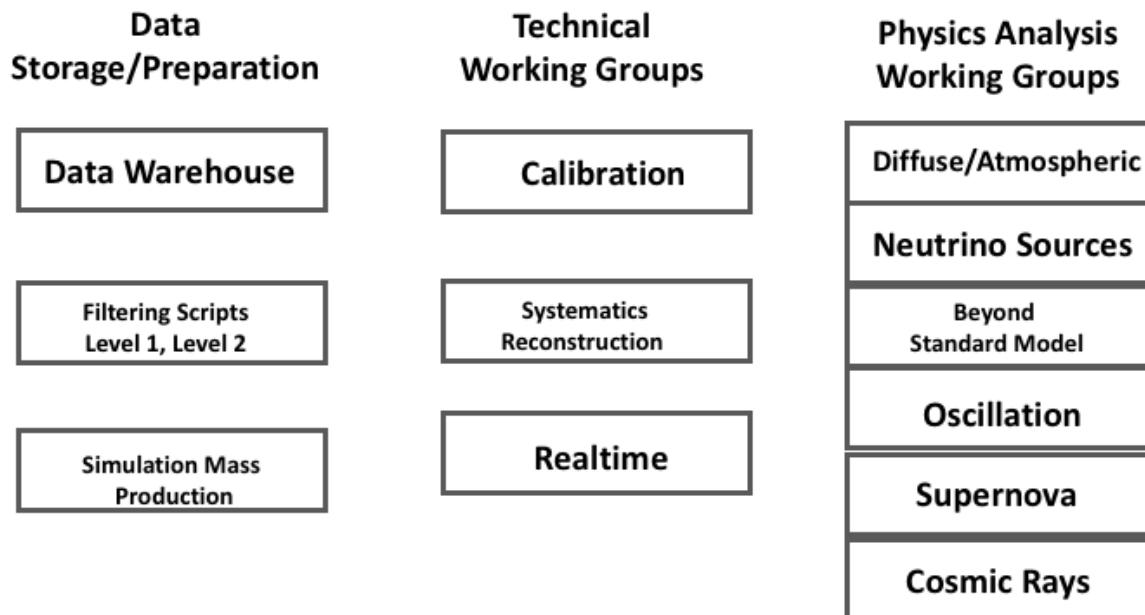 Data
Storage/Preparation
Data Warehouse
Filtering Scripts
Level 1, Level 2
Simulation Mass
Production
Technical
Working Groups
Calibration
Systematics
Reconstruction
Realtime
Physics Analysis
Working Groups
Diffuse/Atmospheric
Neutrino Sources
Beyond
Standard Model
Oscillation
Supernova
Cosmic Rays